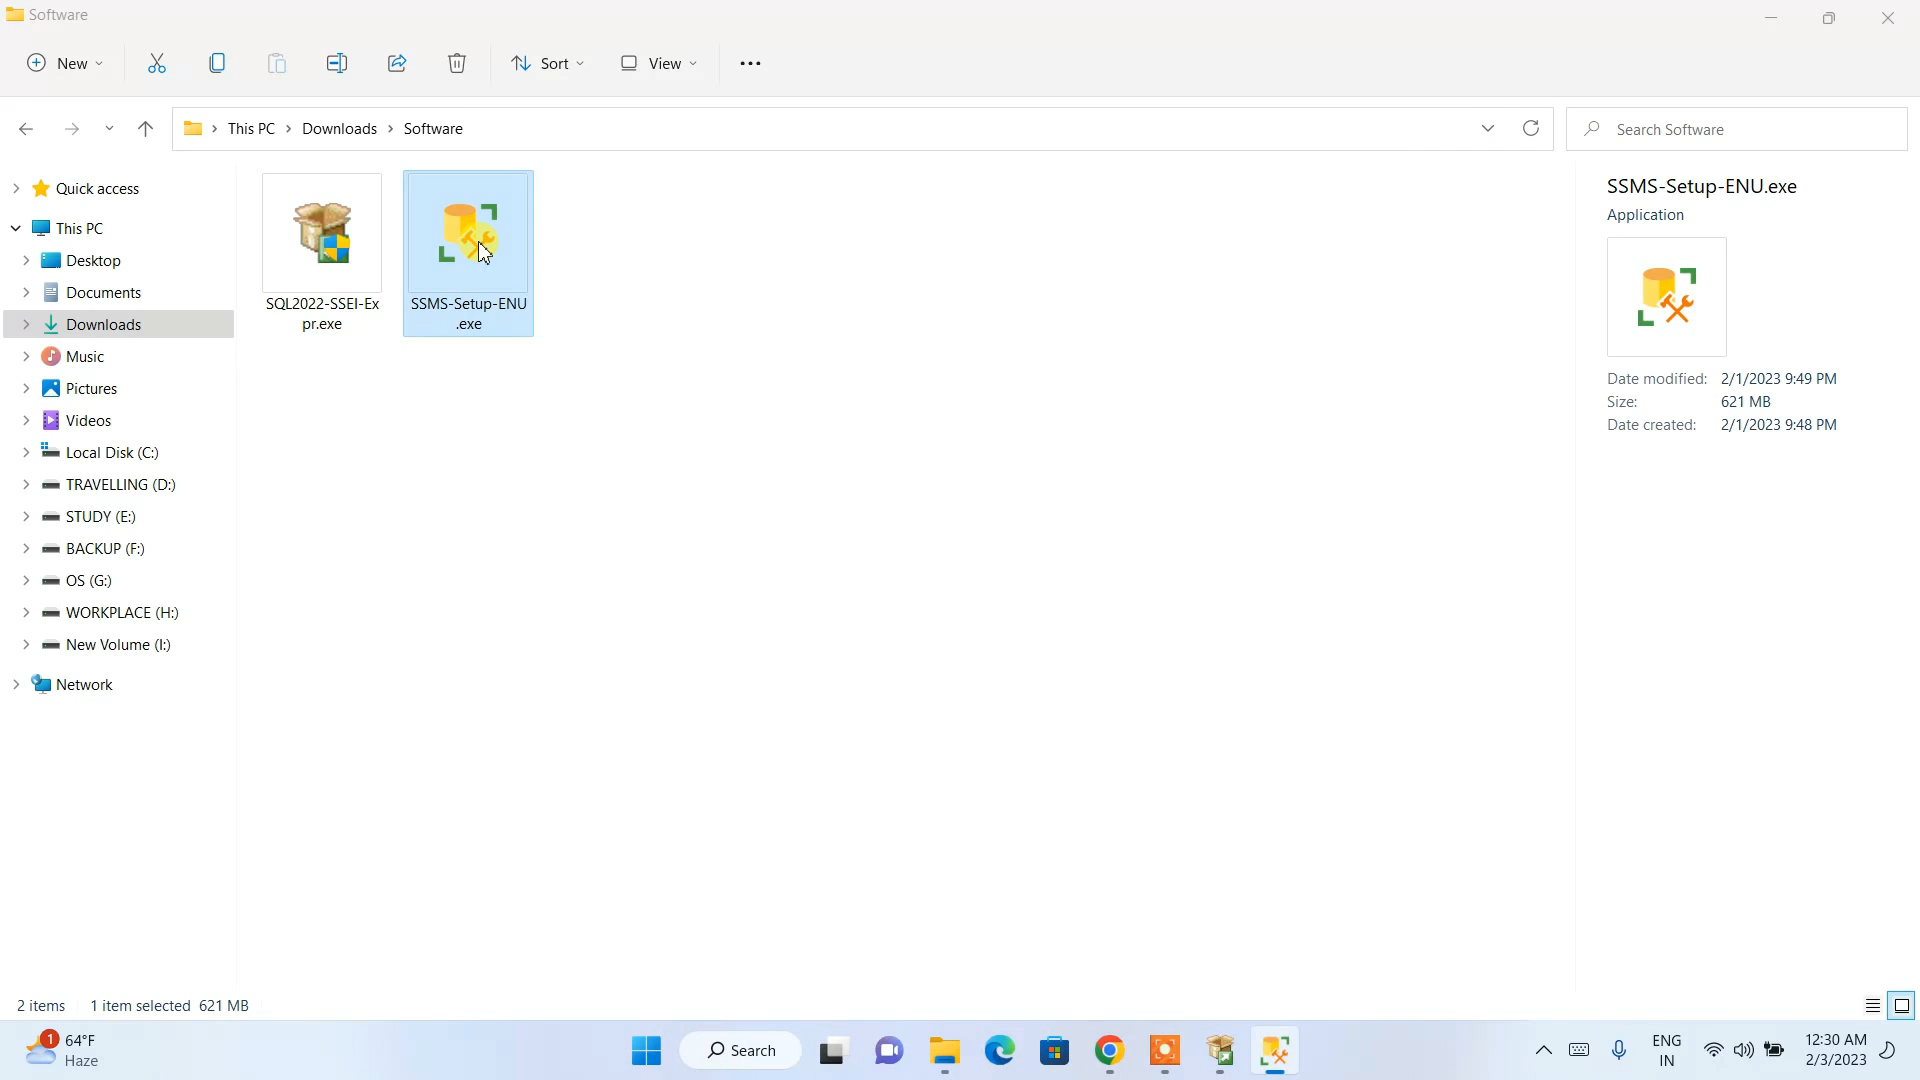 Software
New
Sort
View
This PC
Downloads
Software
Search Software
Quick access
This PC
Desktop
Documents
Downloads
Music
Pictures
Videos
Local Disk (C:)
TRAVELLING (D:)
STUDY (E:)
BACKUP (F:)
OS (G:)
WORKPLACE (H:)
New Volume (I:)
Network
SQL2022-SSEI-Ex
pr.exe
SSMS-Setup-ENU
.exe
SSMS-Setup-ENU.exe
Application
Date modified: 2/1/2023 9:49 PM
Size: 621 MB
Date created: 2/1/2023 9:48 PM
2 items 1 item selected 621 MB
1
64°F
Haze
Search
ENG
IN
12:30 AM
2/3/2023